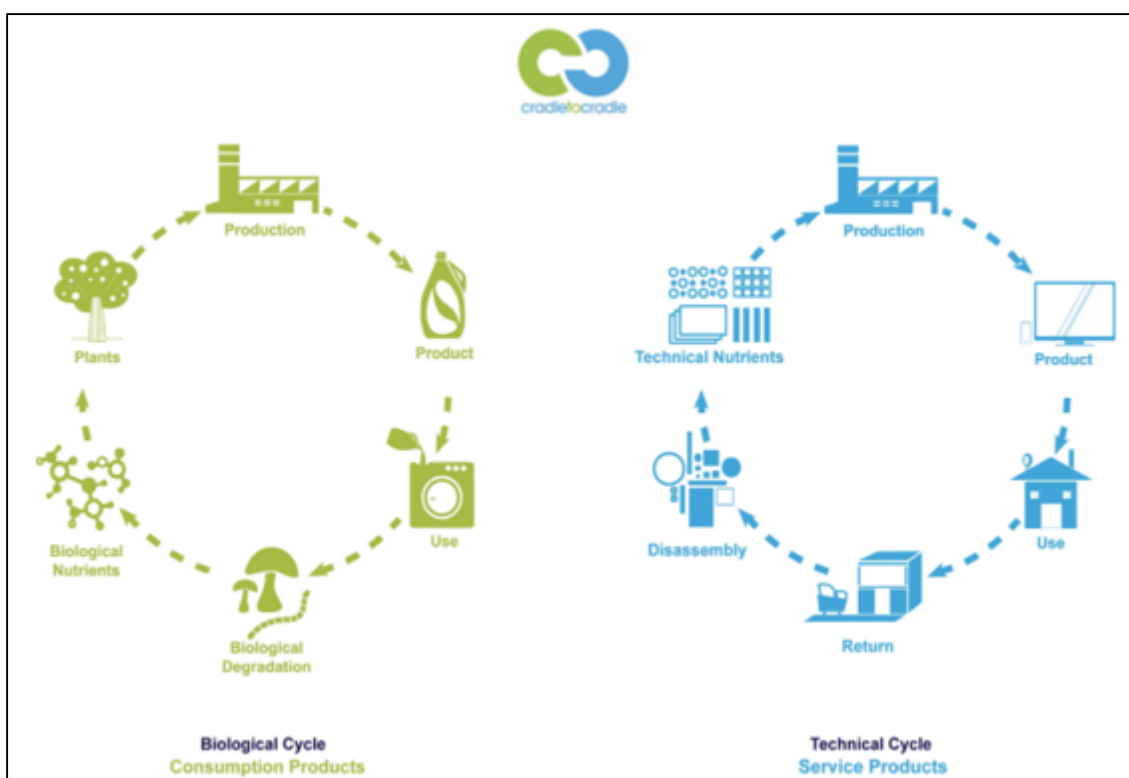 cradletocradle
Production
Product
Use
Biological
Degradation
Biological
Nutrients
Plants
Biological Cycle
Consumption Products
Production
Product
Use
Return
Disassembly
Technical Nutrients
Technical Cycle
Service Products